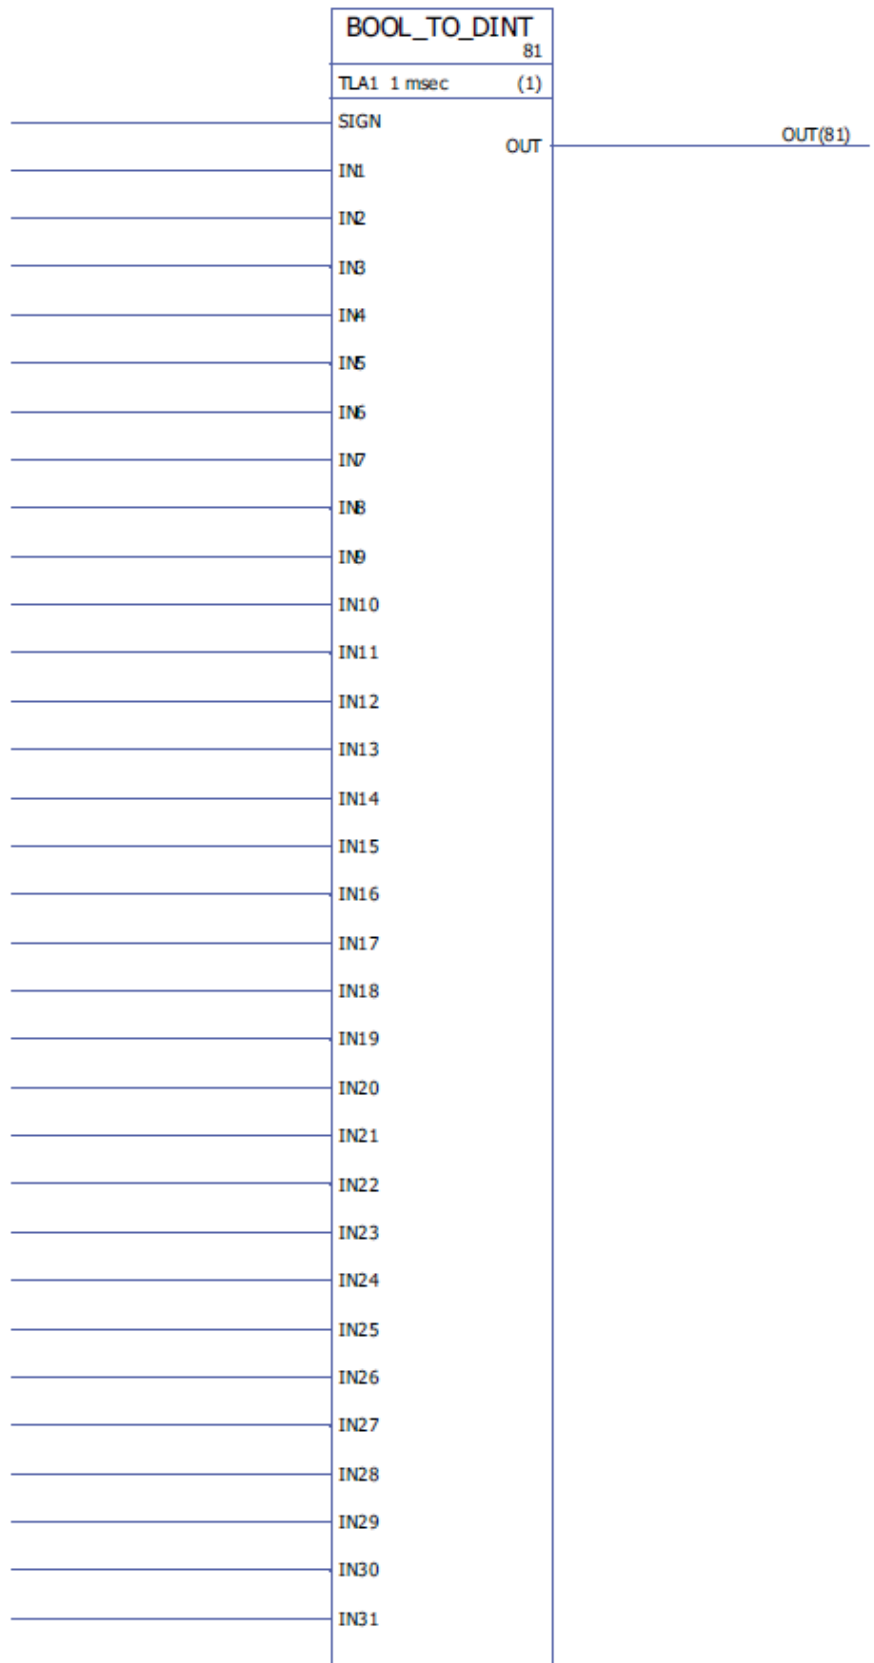 BOOL_TO_DINT
81
TLA1 1 msec (1)
SIGN
OUT OUT(81)
IN1
IN2
IN3
IN4
IN5
IN6
IN7
IN8
IN9
IN10
IN11
IN12
IN13
IN14
IN15
IN16
IN17
IN18
IN19
IN20
IN21
IN22
IN23
IN24
IN25
IN26
IN27
IN28
IN29
IN30
IN31